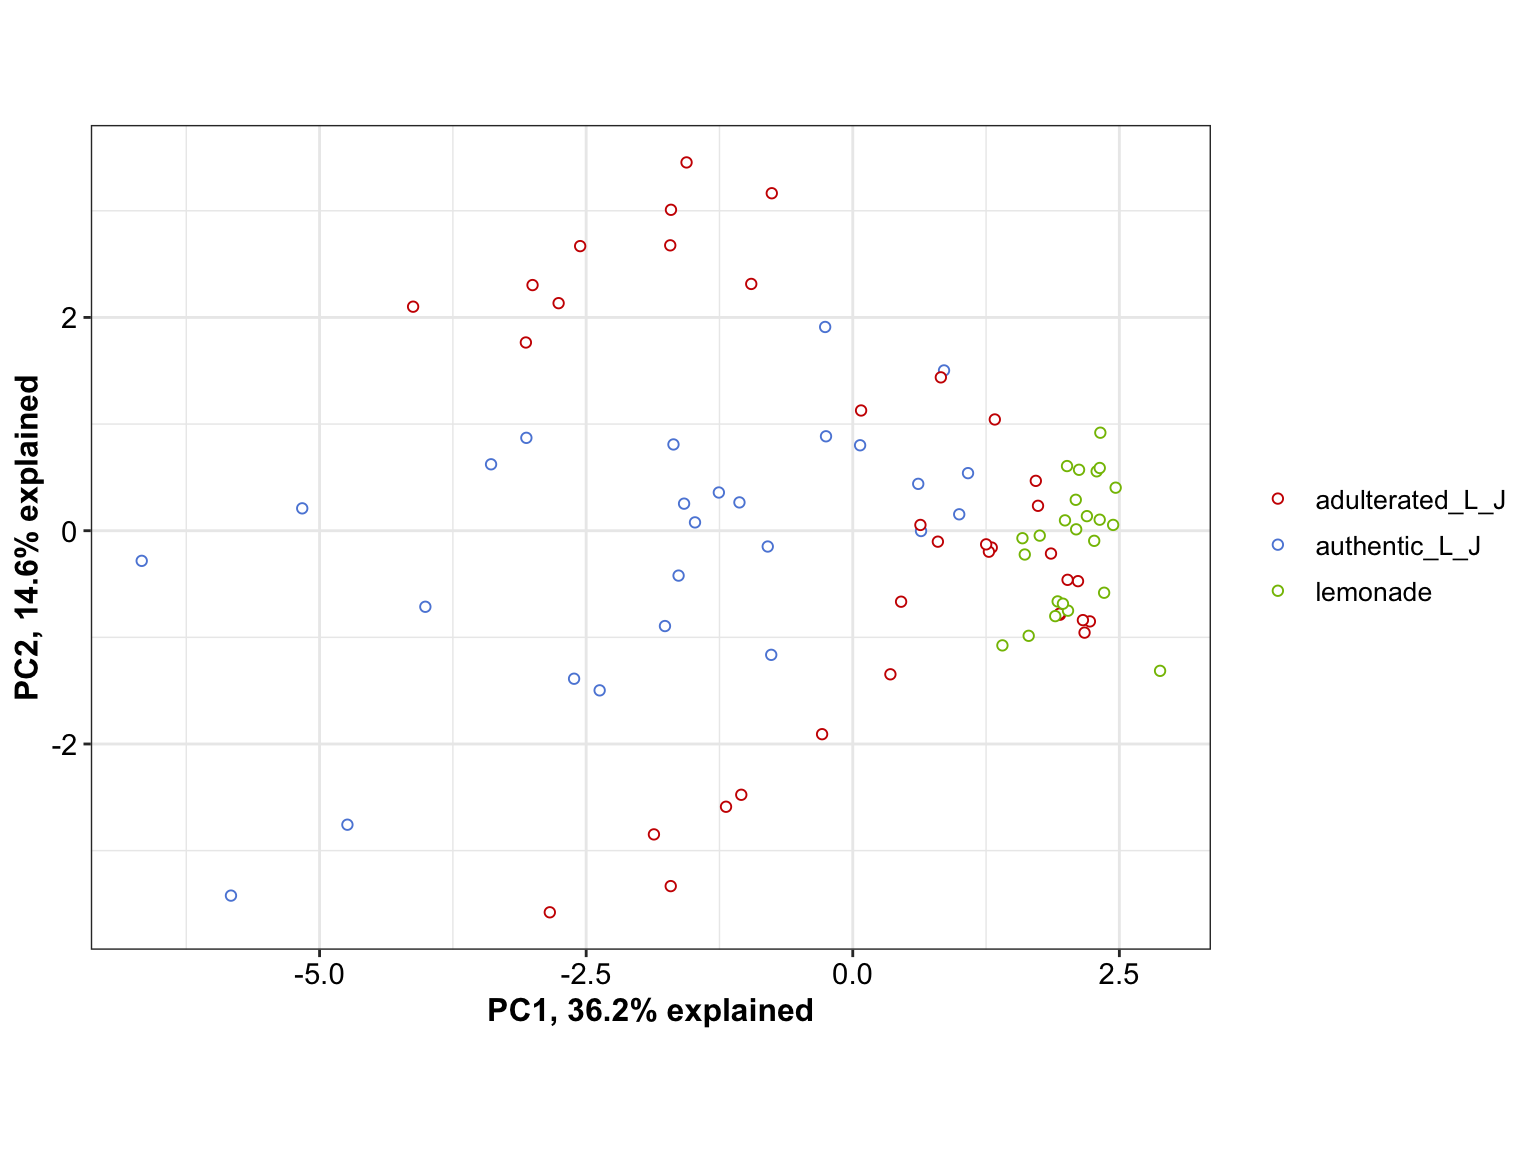 PC2, 14.6% explained
2
0
-2
-5.0
-2.5
0.0
2.5
PC1, 36.2% explained
adulterated_L_J
authentic_L_J
lemonade